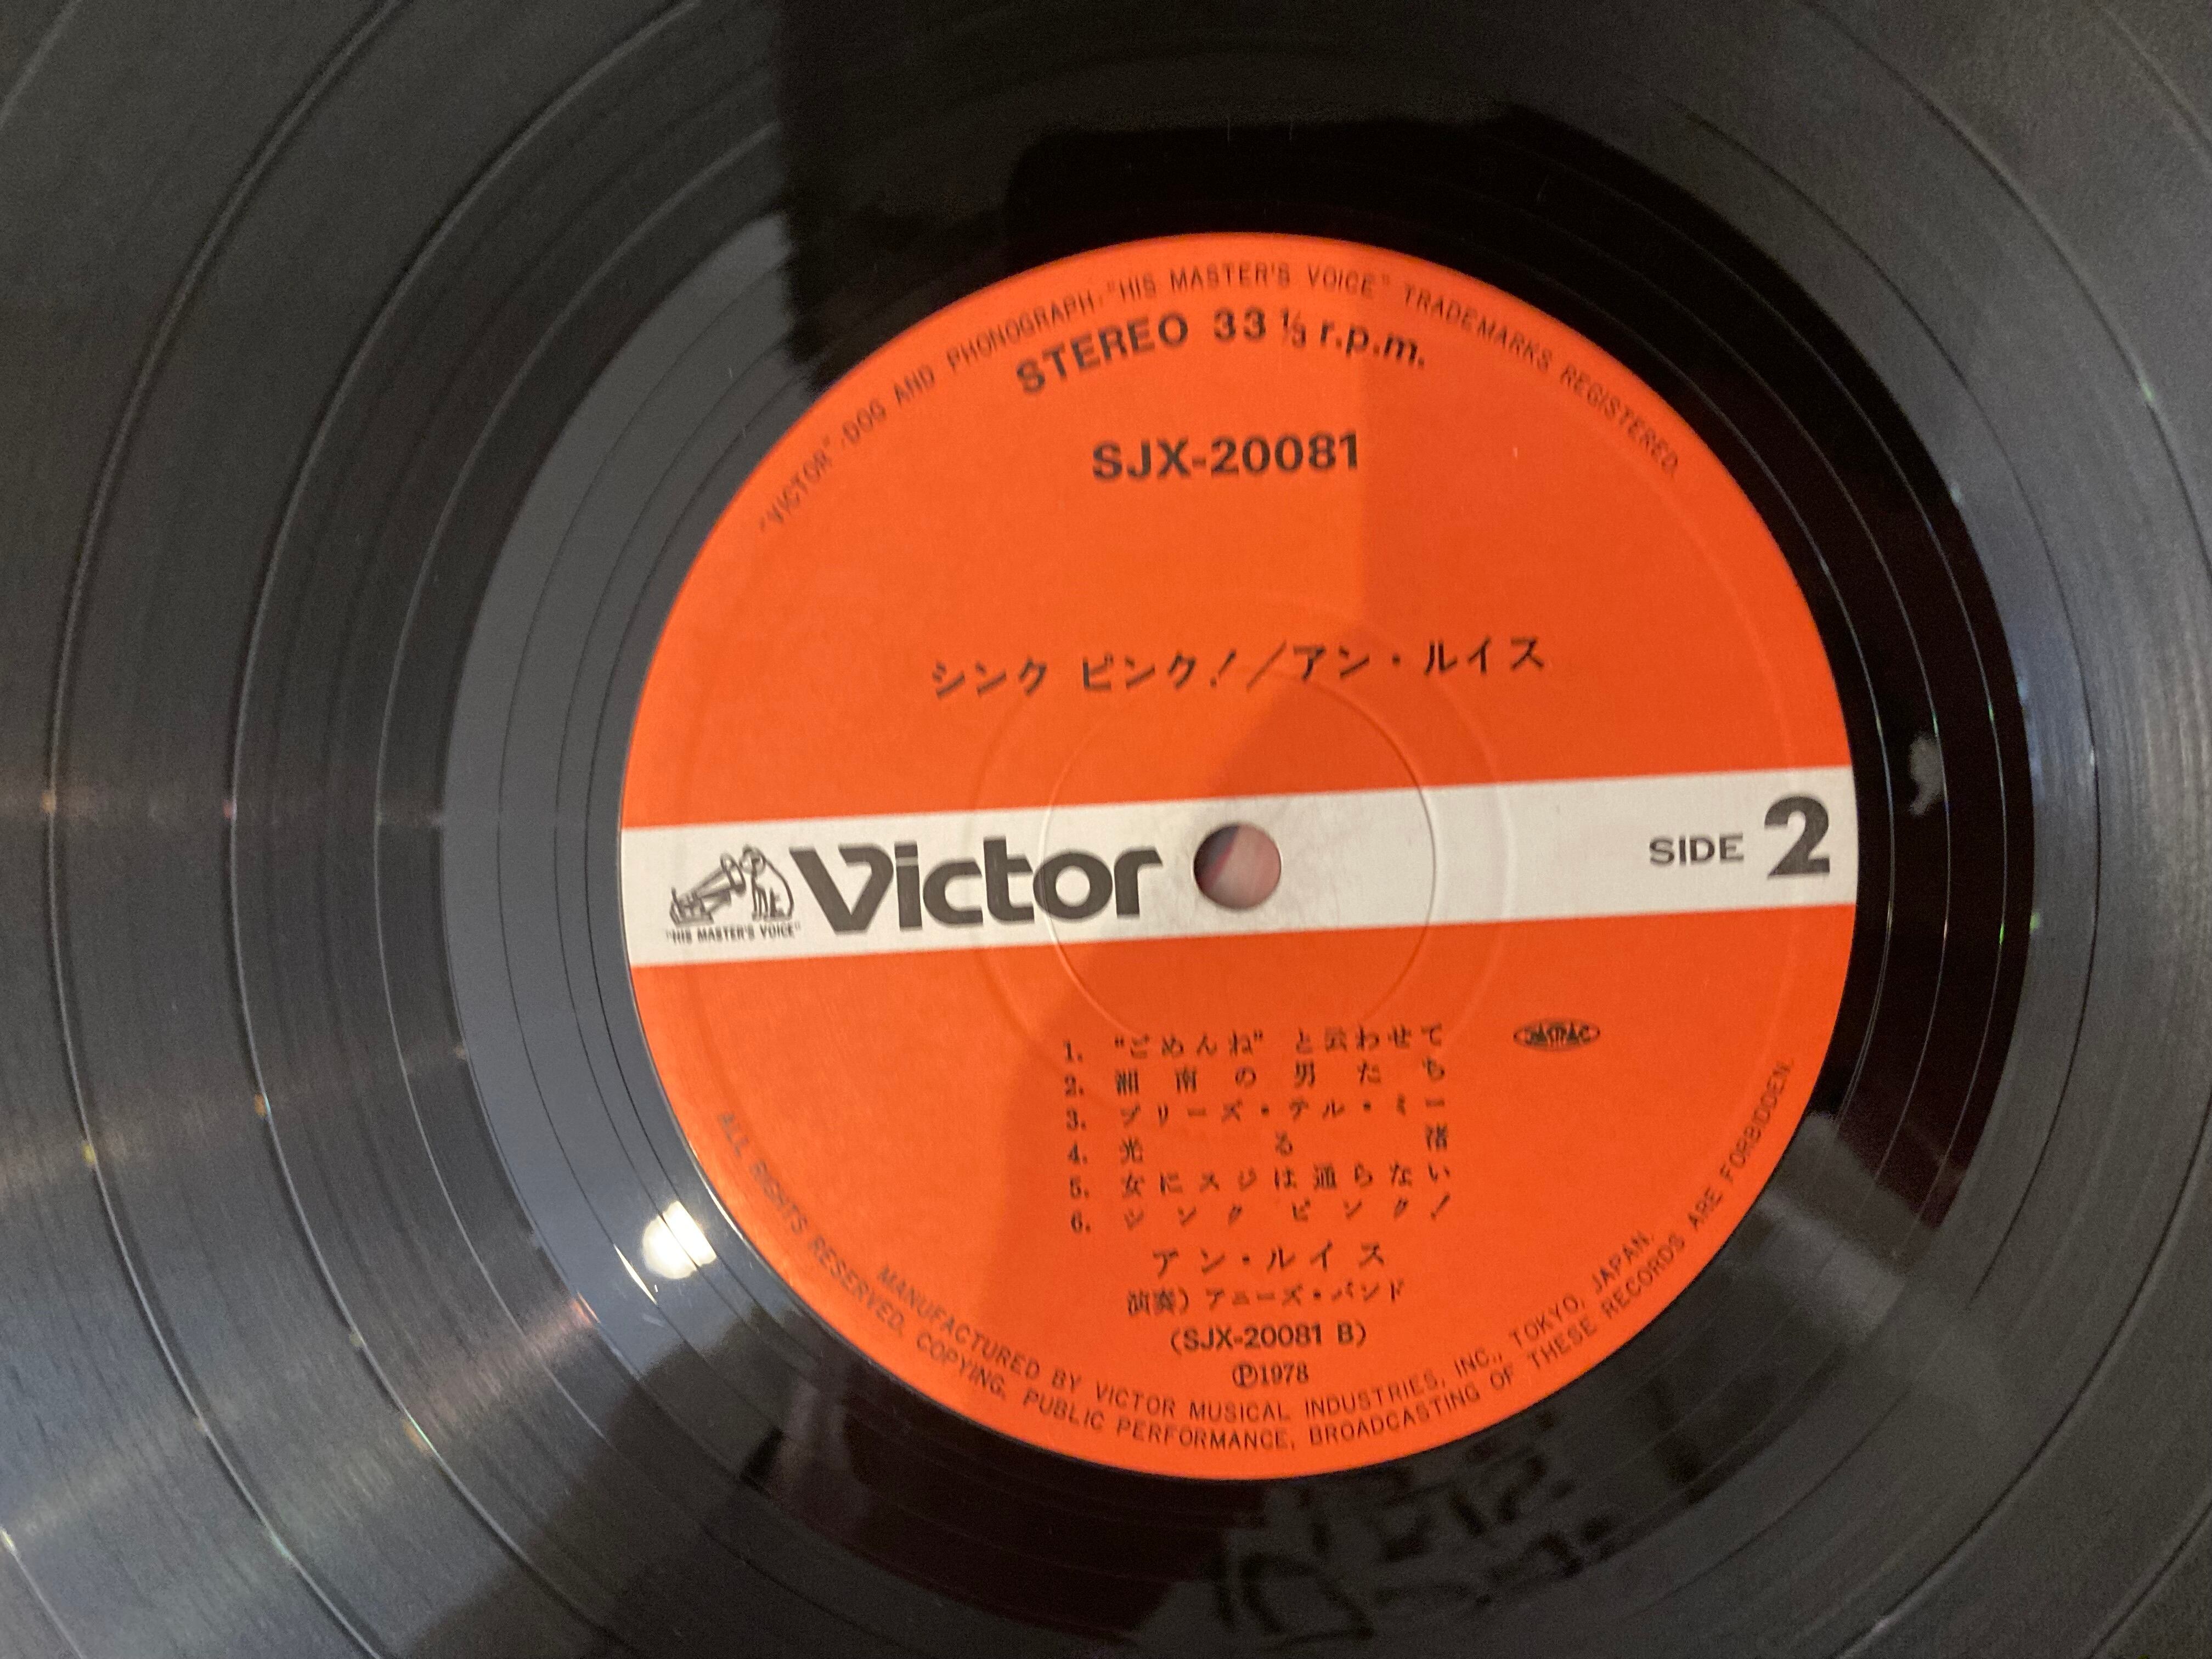 "VICTOR"-DOG AND PHONOGRAPH-"HIS MASTER'S VOICE" TRADEMARKS REGISTERED.
STEREO 33 1/3 r.p.m.
SJX-20081
シンク ピンク！／アン・ルイス
Victor
"HIS MASTER'S VOICE"
SIDE 2
1. "ごめんね" と云わせて
JASRAC
2. 湘南の男たち
3. プリーズ・テル・ミー
4. 光る渚
5. 女にスジは通らない
6. シンク ピンク！
アン・ルイス
演奏）アニーズ・バンド
(SJX-20081 B)
Ⓟ1978
MANUFACTURED BY VICTOR MUSICAL INDUSTRIES, INC., TOKYO, JAPAN.
ALL RIGHTS RESERVED. COPYING, PUBLIC PERFORMANCE, BROADCASTING OF THESE RECORDS ARE FORBIDDEN.